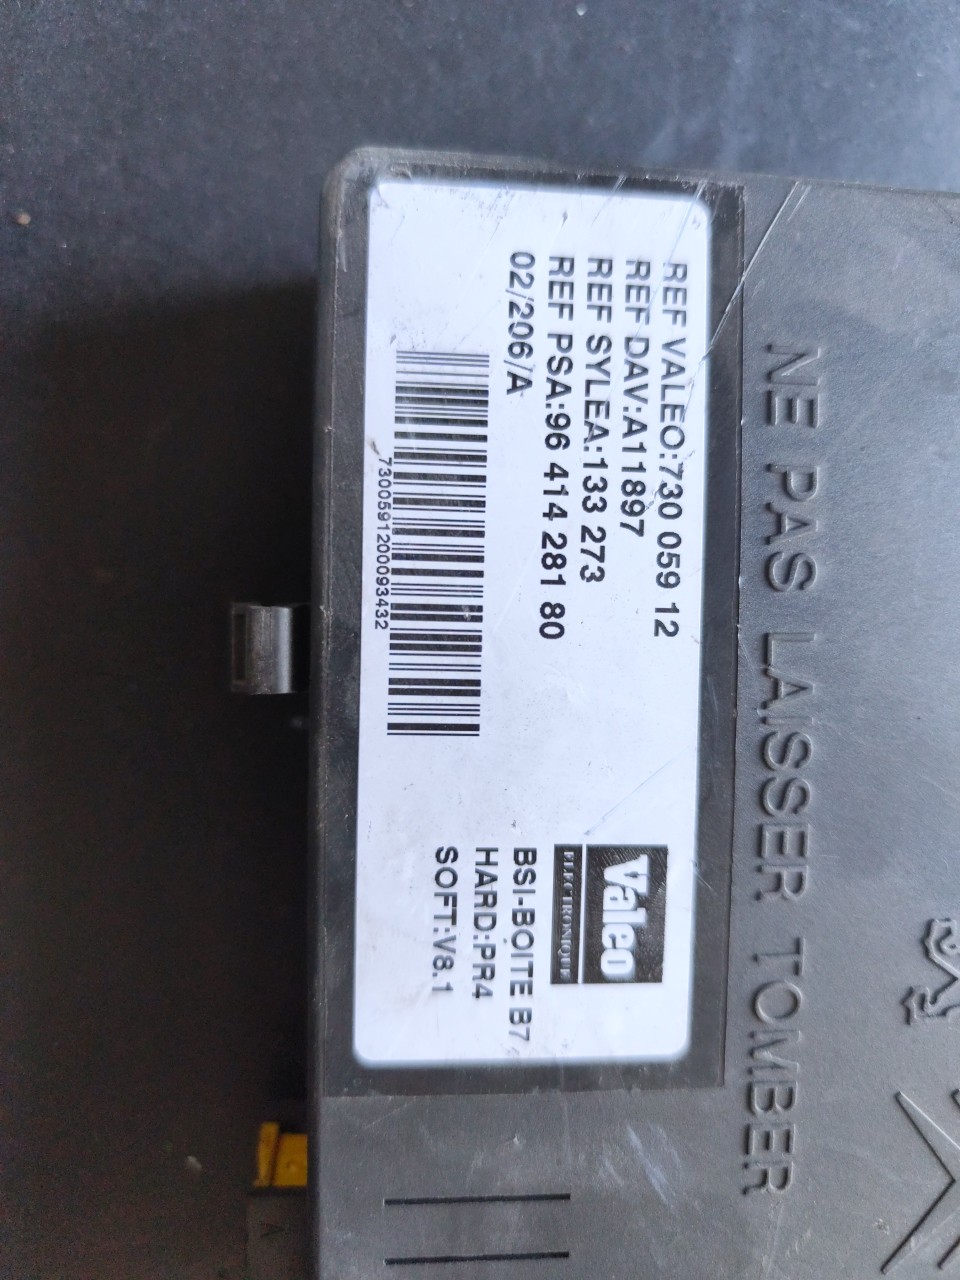 NE PAS LAISSER TOMBER
REF VALEO:730 059 12
REF DAV:A11897
REF SYLEA:133 273
REF PSA:96 414 281 80
02/206/A
730059120093432
Valeo
ELECTRONIQUE
BSI-BOITE B7
HARD:PR4
SOFT:V8.1